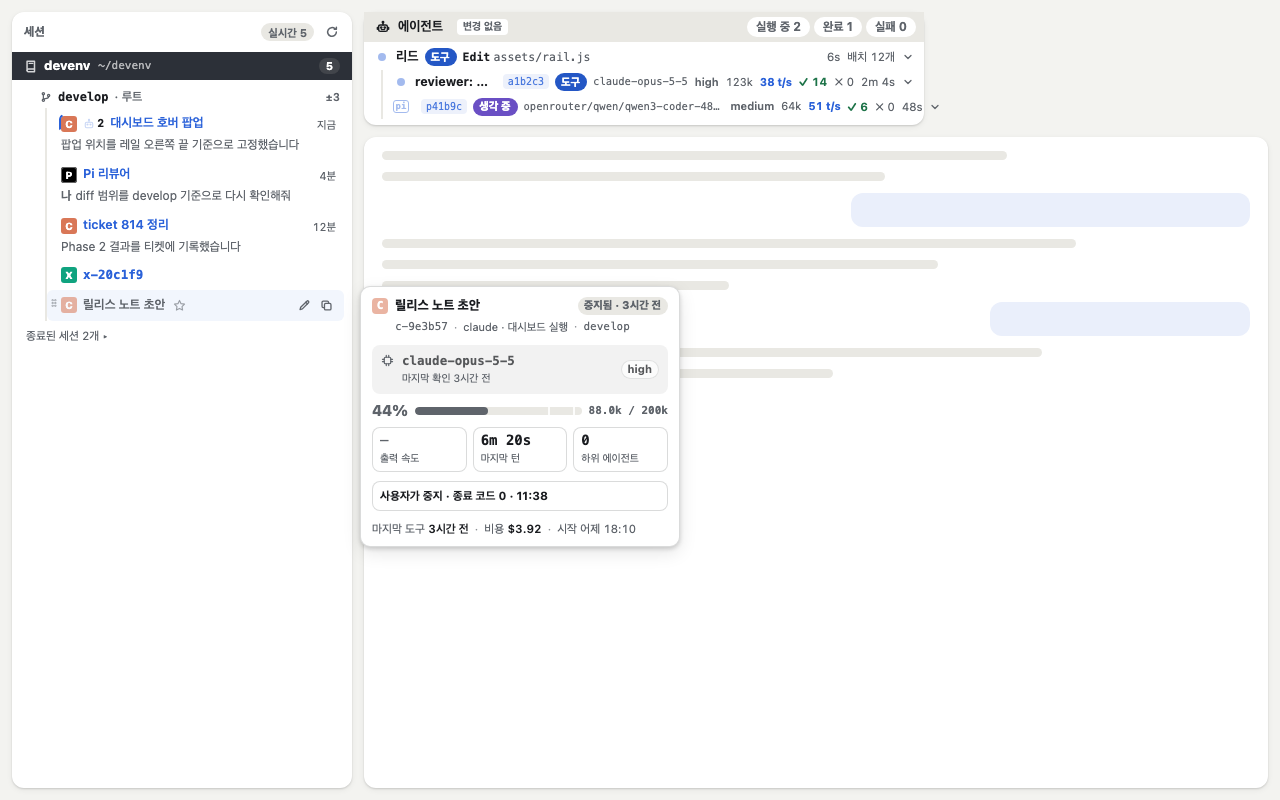 세션
실시간 5
devenv ~/devenv 5
develop · 루트 ±3
C 2 대시보드 호버 팝업 지금
팝업 위치를 레일 오른쪽 끝 기준으로 고정했습니다
P Pi 리뷰어 4분
나 diff 범위를 develop 기준으로 다시 확인해줘
C ticket 814 정리 12분
Phase 2 결과를 티켓에 기록했습니다
X x-20c1f9
C 릴리스 노트 초안
종료된 세션 2개 ▸
에이전트 변경 없음 실행 중 2 완료 1 실패 0
리드 도구 Edit assets/rail.js 6s 배치 12개
reviewer: … a1b2c3 도구 claude-opus-5-5 high 123k 38 t/s ✓ 14 ✕ 0 2m 4s
pi p41b9c 생각 중 openrouter/qwen/qwen3-coder-48… medium 64k 51 t/s ✓ 6 ✕ 0 48s
C 릴리스 노트 초안 중지됨 · 3시간 전
c-9e3b57 · claude · 대시보드 실행 · develop
claude-opus-5-5
마지막 확인 3시간 전
high
44% 88.0k / 200k
— 6m 20s 0
출력 속도 마지막 턴 하위 에이전트
사용자가 중지 · 종료 코드 0 · 11:38
마지막 도구 3시간 전 · 비용 $3.92 · 시작 어제 18:10